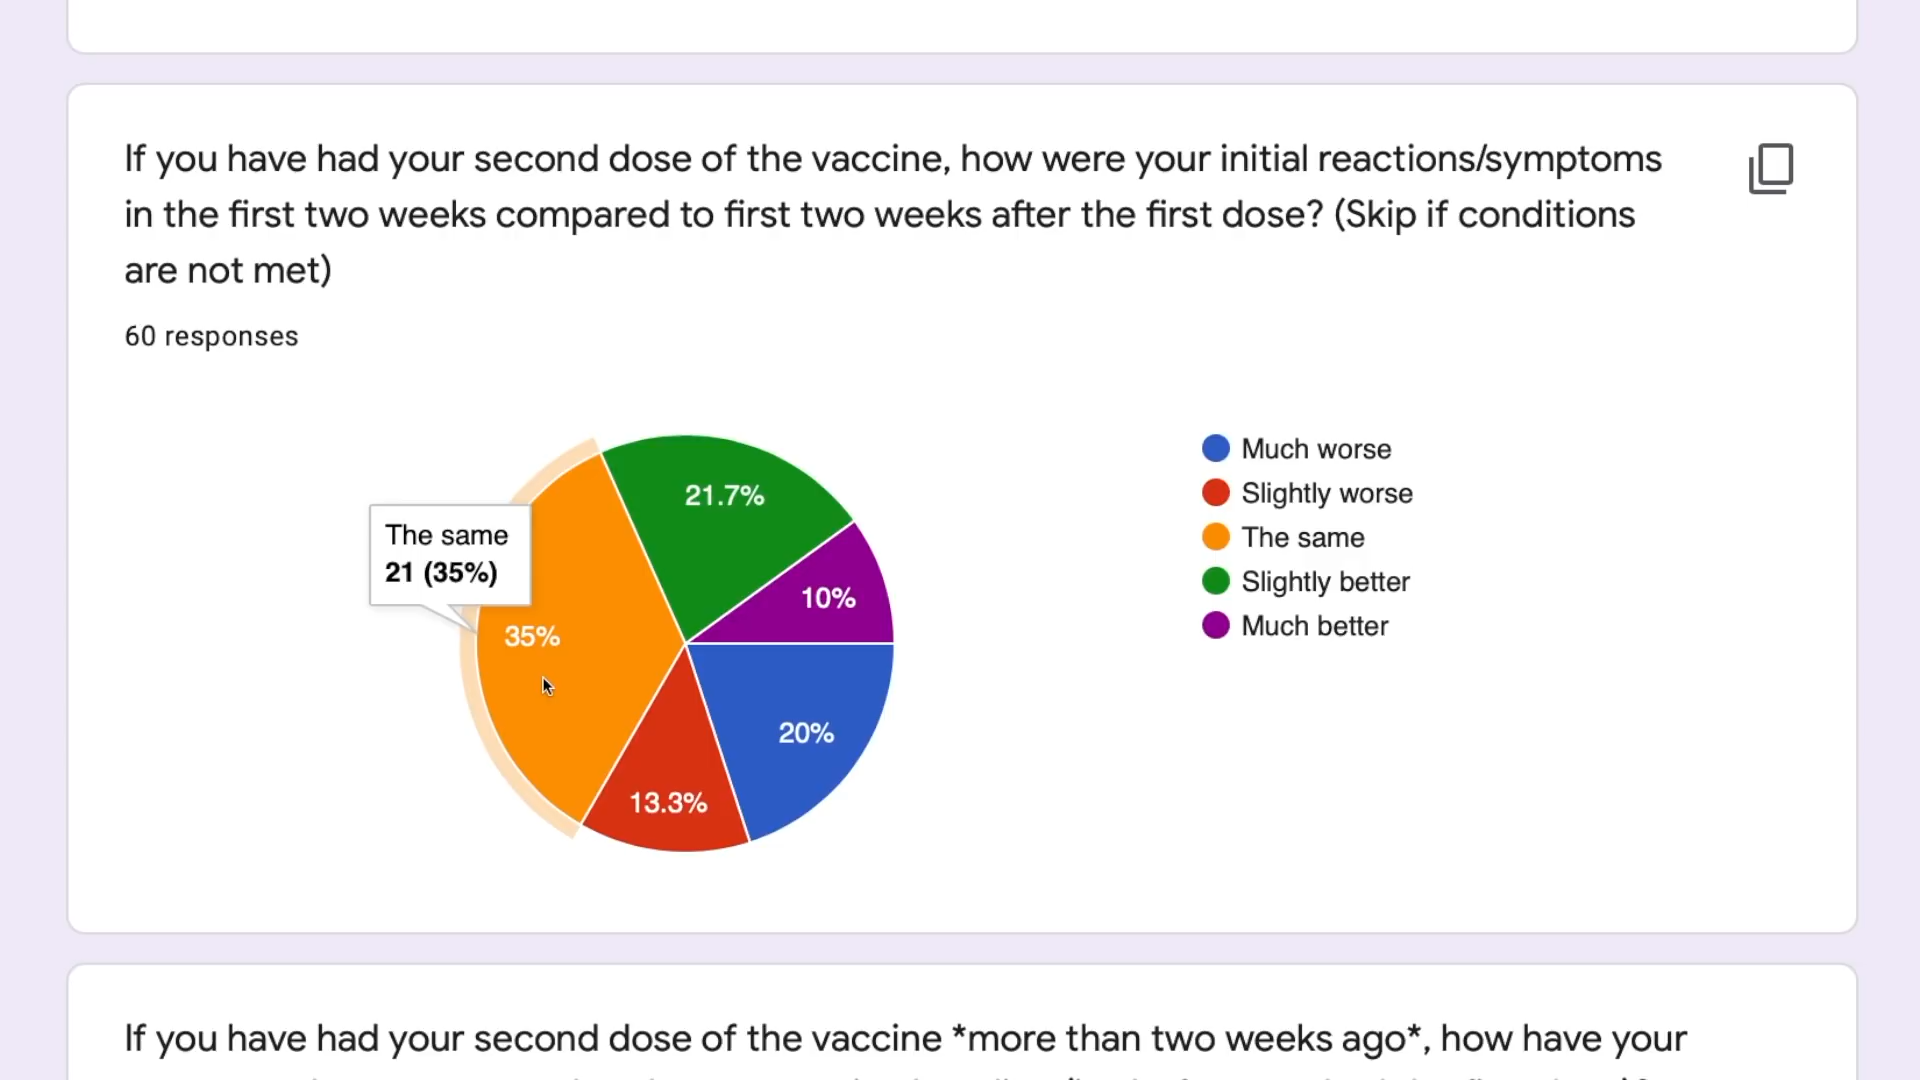 If you have had your second dose of the vaccine, how were your initial reactions/symptoms
in the first two weeks compared to first two weeks after the first dose? (Skip if conditions
are not met)
60 responses
The same
21 (35%)
21.7%
10%
35%
20%
13.3%
Much worse
Slightly worse
The same
Slightly better
Much better
If you have had your second dose of the vaccine *more than two weeks ago*, how have your